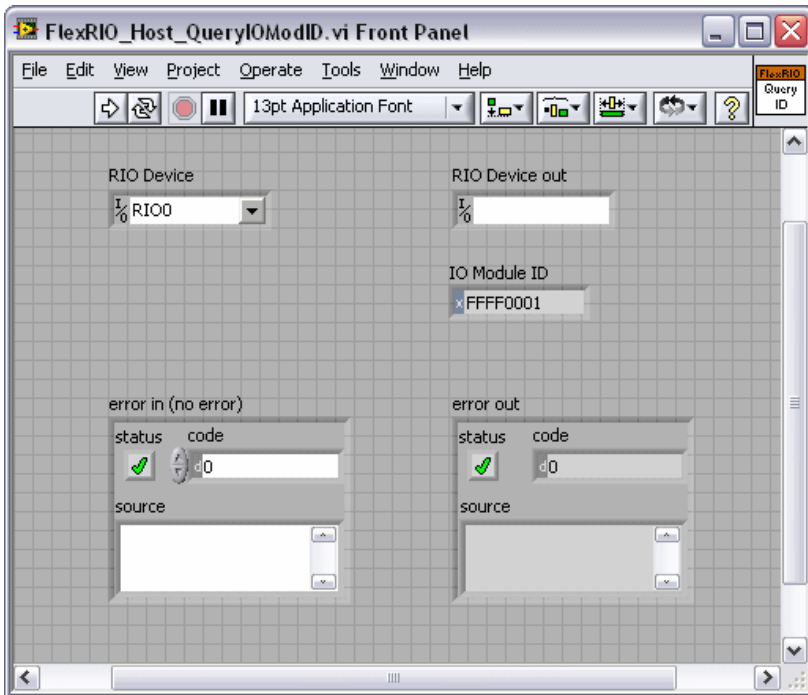 FlexRIO_Host_QueryIOModID.vi Front Panel
File Edit View Project Operate Tools Window Help
FlexRIO
Query
ID
13pt Application Font
?
RIO Device
RIO Device out
I/O RIO0
I/O
IO Module ID
x FFFF0001
error in (no error)
error out
status code
status code
d 0
d 0
source
source